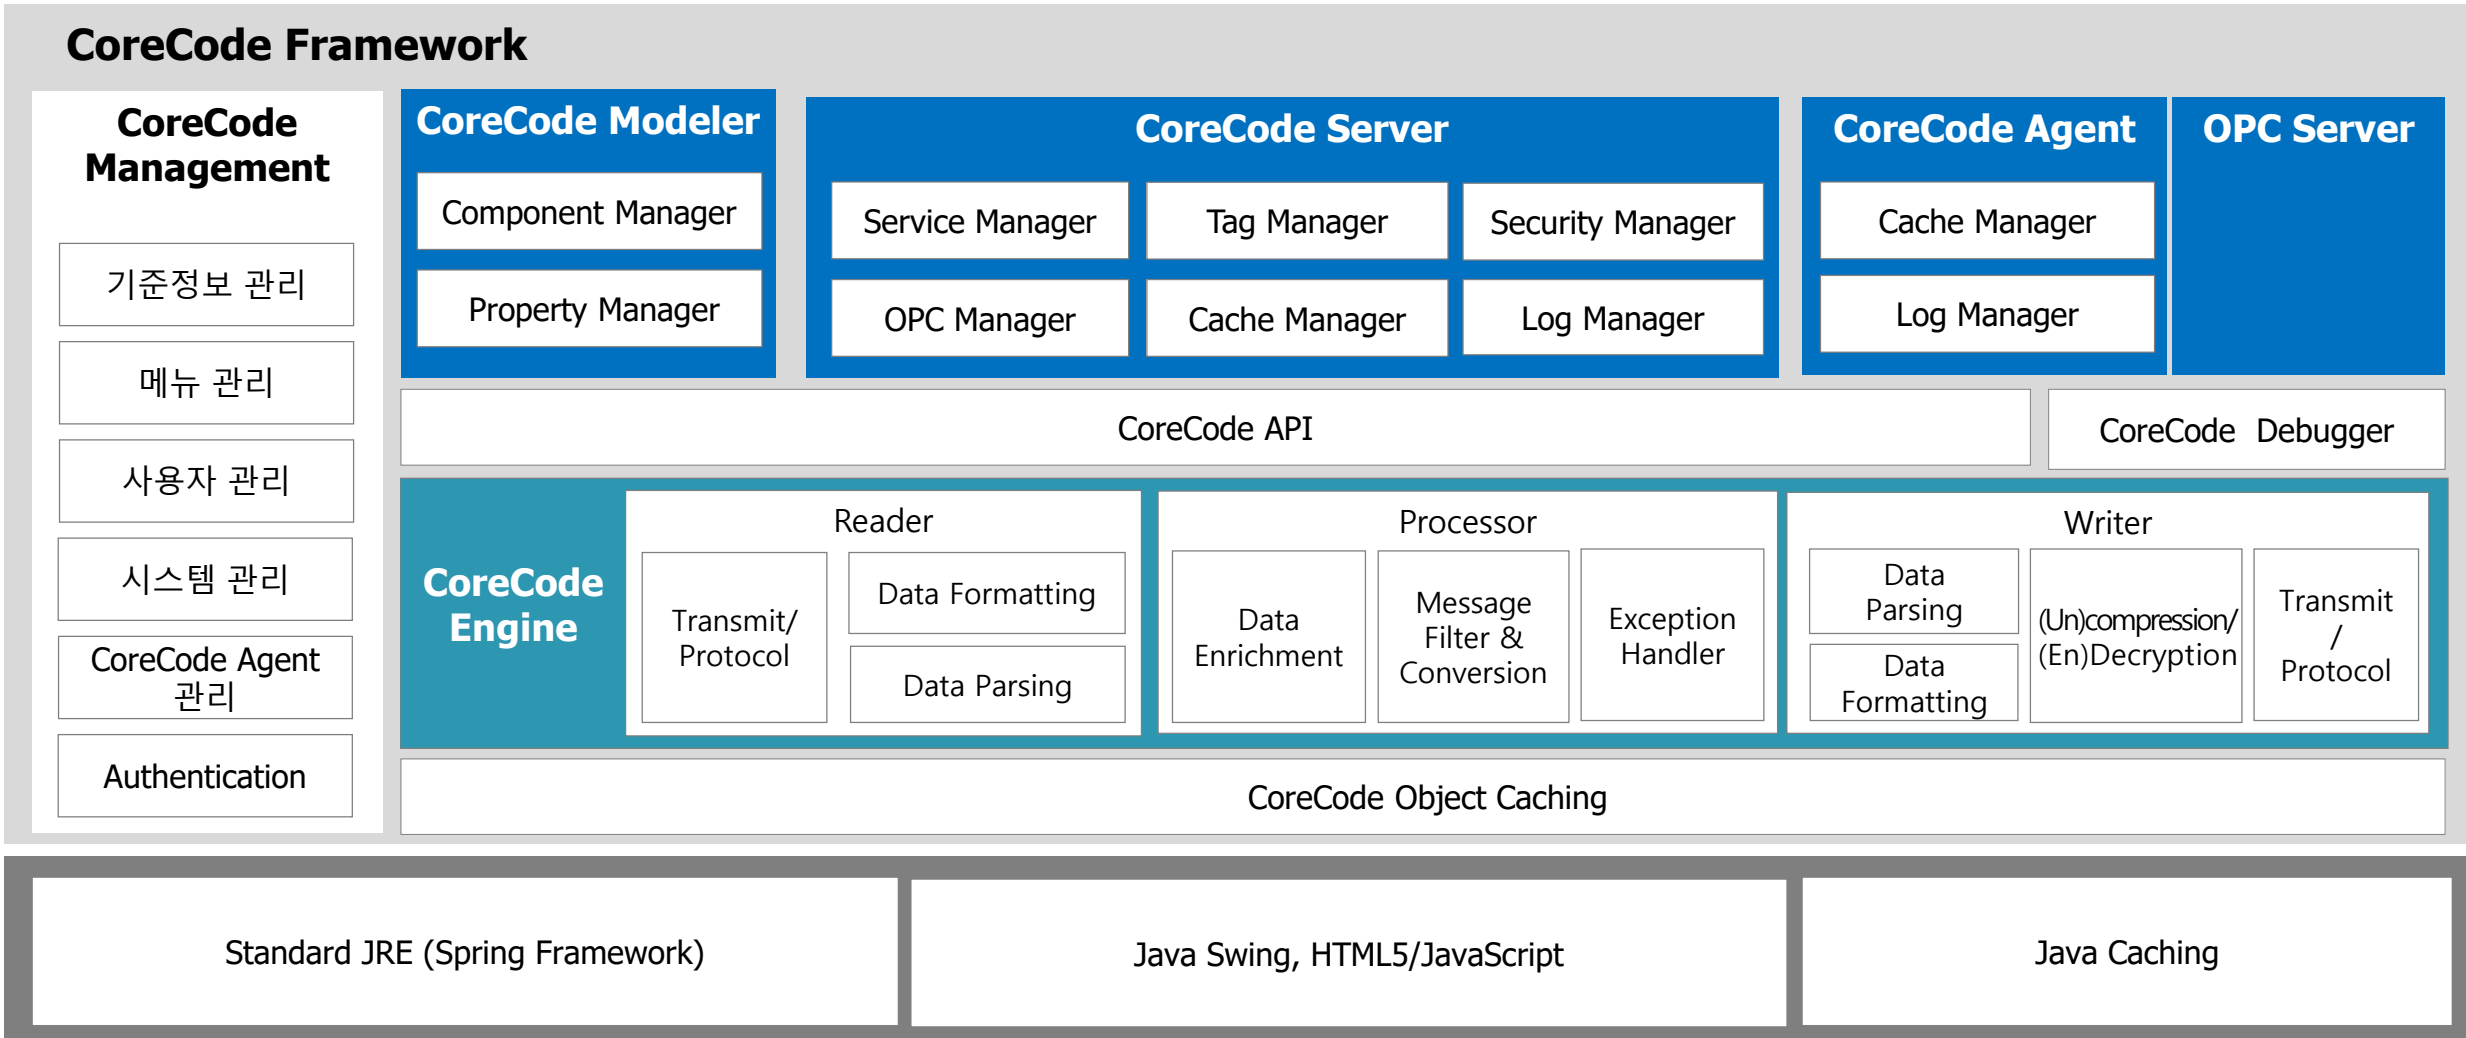 CoreCode Framework
CoreCode
Management
기준정보 관리
메뉴 관리
사용자 관리
시스템 관리
CoreCode Agent
관리
Authentication
CoreCode Modeler
Component Manager
Property Manager
CoreCode Server
Service Manager
Tag Manager
Security Manager
OPC Manager
Cache Manager
Log Manager
CoreCode Agent
Cache Manager
Log Manager
OPC Server
CoreCode API
CoreCode  Debugger
CoreCode
Engine
Reader
Transmit/
Protocol
Data Formatting
Data Parsing
Processor
Data
Enrichment
Message
Filter &
Conversion
Exception
Handler
Writer
Data
Parsing
Data
Formatting
(Un)compression/
(En)Decryption
Transmit
/
Protocol
CoreCode Object Caching
Standard JRE (Spring Framework)
Java Swing, HTML5/JavaScript
Java Caching